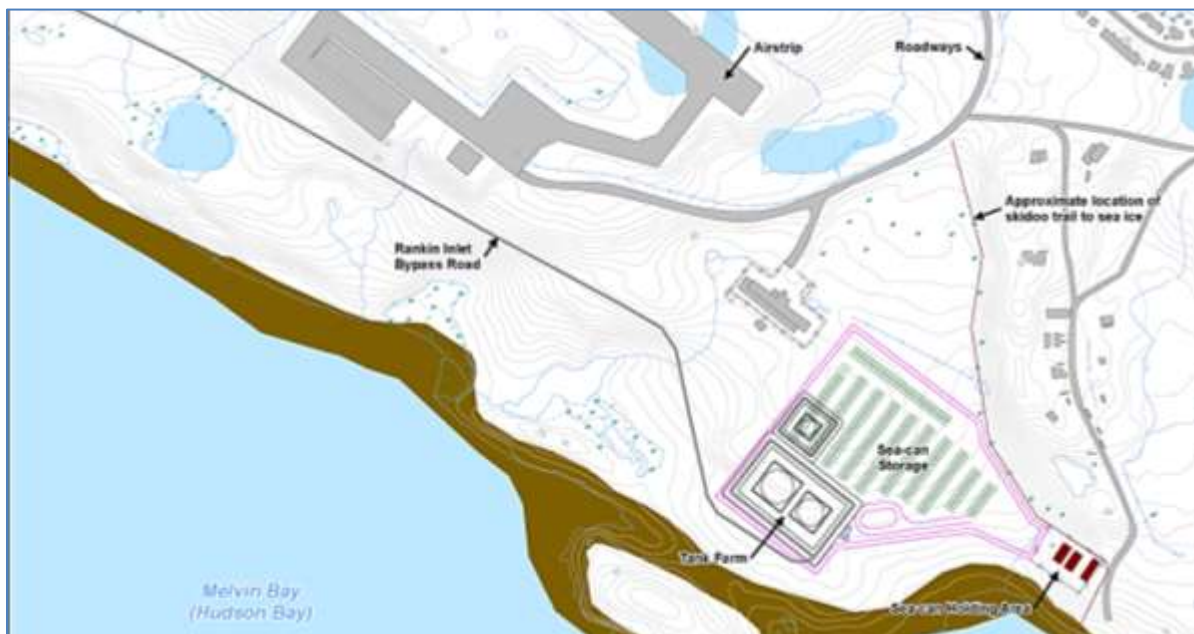 Airstrip
Roadways
Approximate location of
skidoo trail to sea ice
Rankin Inlet
Bypass Road
Sea-can
Storage
Tank Farm
Sea-can Holding Area
Melvin Bay
(Hudson Bay)